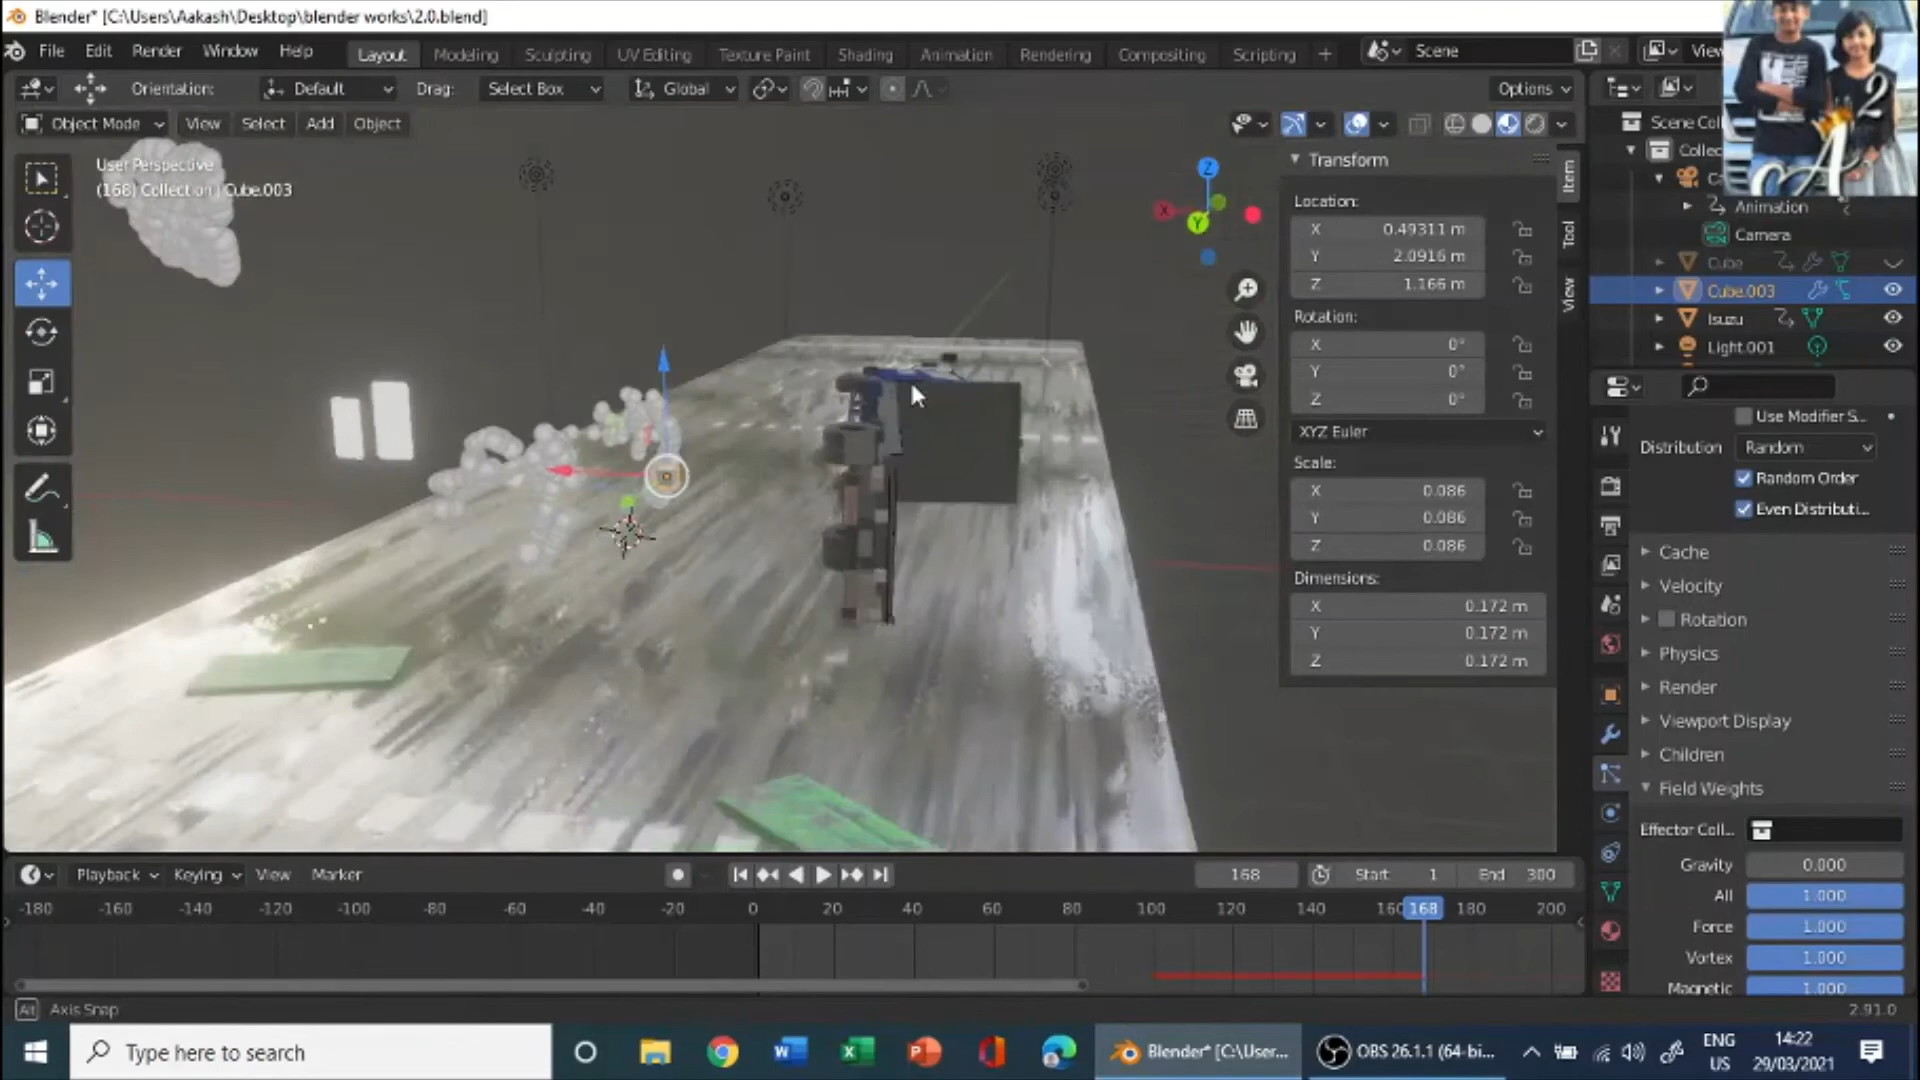 Blender* [C:\Users\Aakash\Desktop\blender works\2.0.blend]
File Edit Render Window Help Layout Modeling Sculpting UV Editing Texture Paint Shading Animation Rendering Compositing Scripting + Scene View
Orientation: Default Drag: Select Box Global Options
Object Mode View Select Add Object
User Perspective
(168) Collection | Cube.003
Z
X
Y
Transform
Location:
X 0.49311 m
Y 2.0916 m
Z 1.166 m
Rotation:
X 0°
Y 0°
Z 0°
XYZ Euler
Scale:
X 0.086
Y 0.086
Z 0.086
Dimensions:
X 0.172 m
Y 0.172 m
Z 0.172 m
Item
Tool
View
Scene Col
Collec
C
Animation
Camera
Cube
Cube.003
Isuzu
Light.001
A 2
Use Modifier S...
Distribution Random
Random Order
Even Distributi...
Cache
Velocity
Rotation
Physics
Render
Viewport Display
Children
Field Weights
Effector Coll...
Gravity 0.000
All 1.000
Force 1.000
Vortex 1.000
Magnetic 1.000
Playback Keying View Marker 168 Start 1 End 300
-180 -160 -140 -120 -100 -80 -60 -40 -20 0 20 40 60 80 100 120 140 160 168 180 200
Alt Axis Snap 2.91.0
Type here to search Blender* [C:\User... OBS 26.1.1 (64-bi... ENG US 14:22 29/03/2021